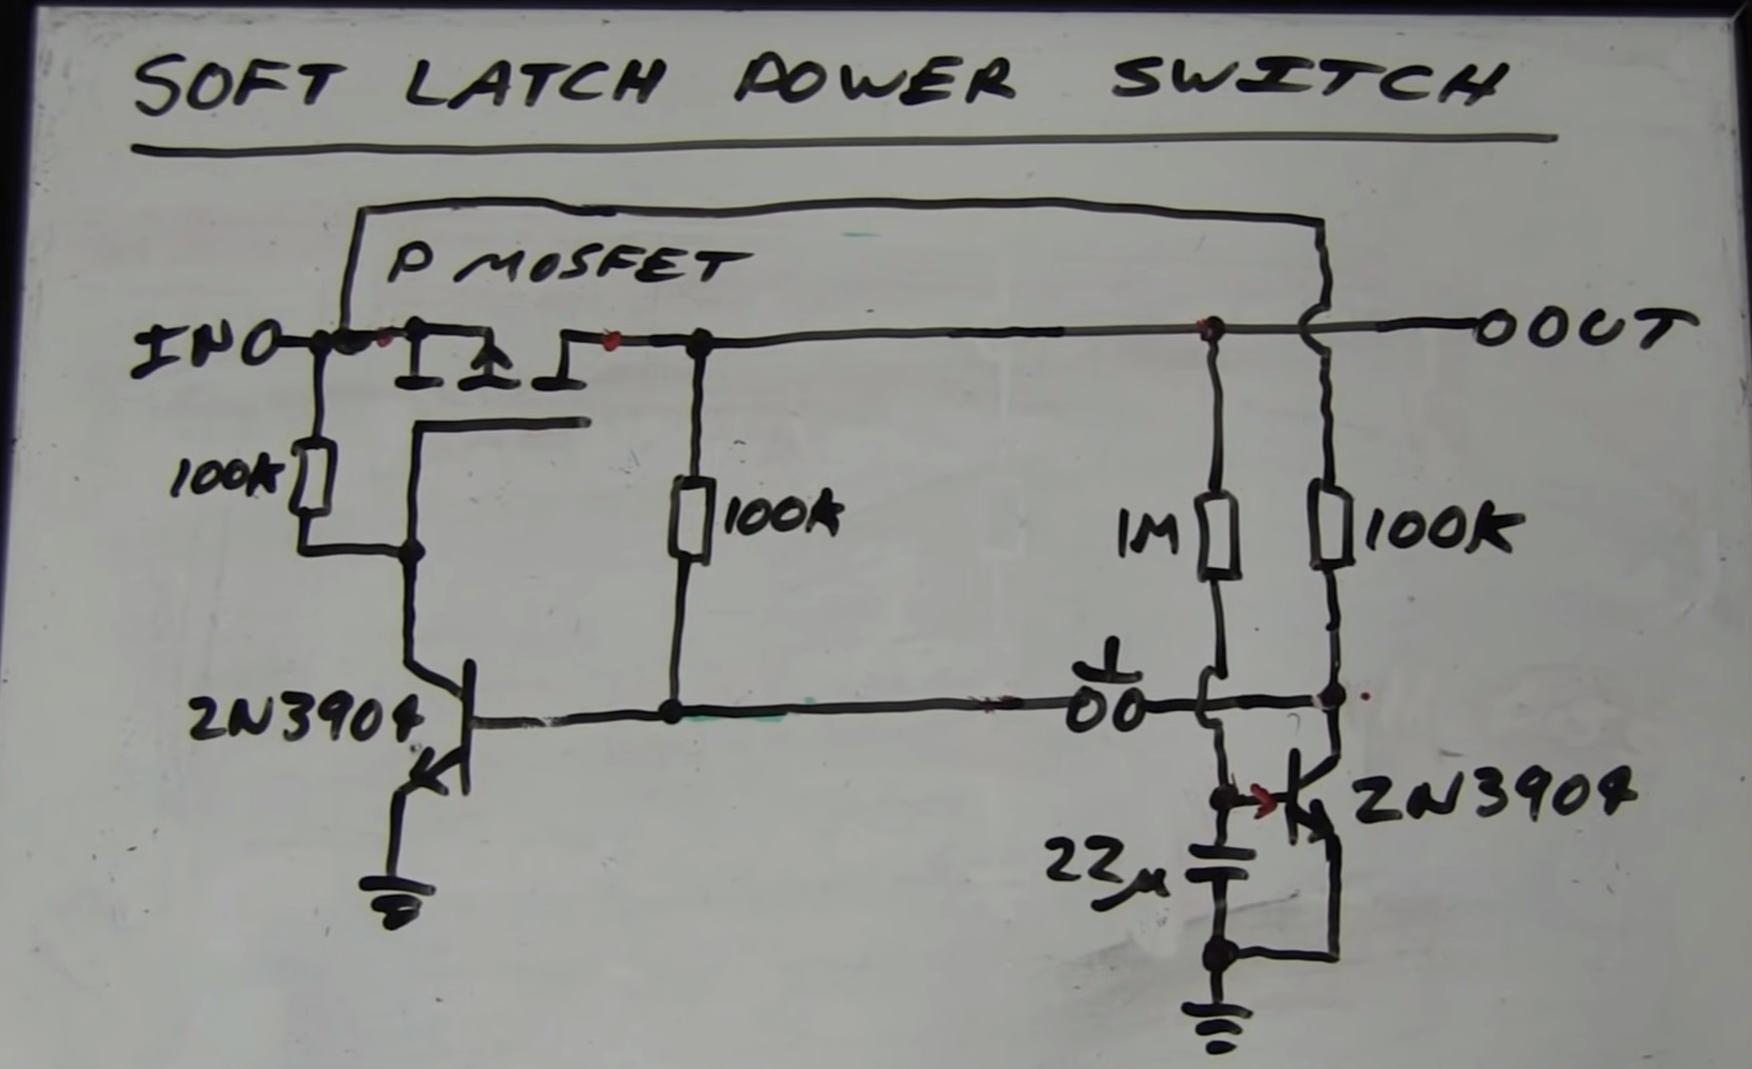 SOFT LATCH POWER SWITCH
P MOSFET
IN
OUT
100K
100K
1M
100K
2N3904
2N3904
22µ